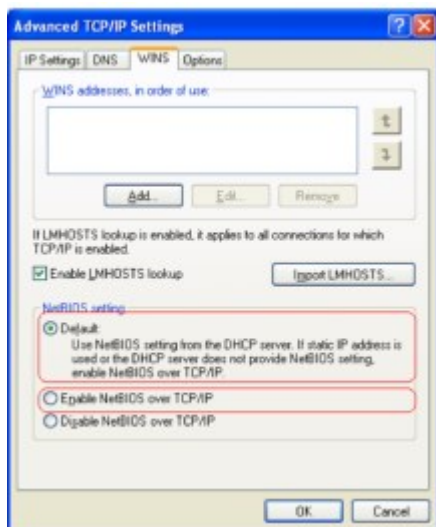 Advanced TCP/IP Settings
IP Settings DNS WINS Options
WINS addresses, in order of use:
Add... Edit... Remove
If LMHOSTS lookup is enabled, it applies to all connections for which
TCP/IP is enabled.
Enable LMHOSTS lookup Import LMHOSTS...
NetBIOS setting
Default:
Use NetBIOS setting from the DHCP server. If static IP address is
used or the DHCP server does not provide NetBIOS setting,
enable NetBIOS over TCP/IP.
Enable NetBIOS over TCP/IP
Disable NetBIOS over TCP/IP
OK Cancel